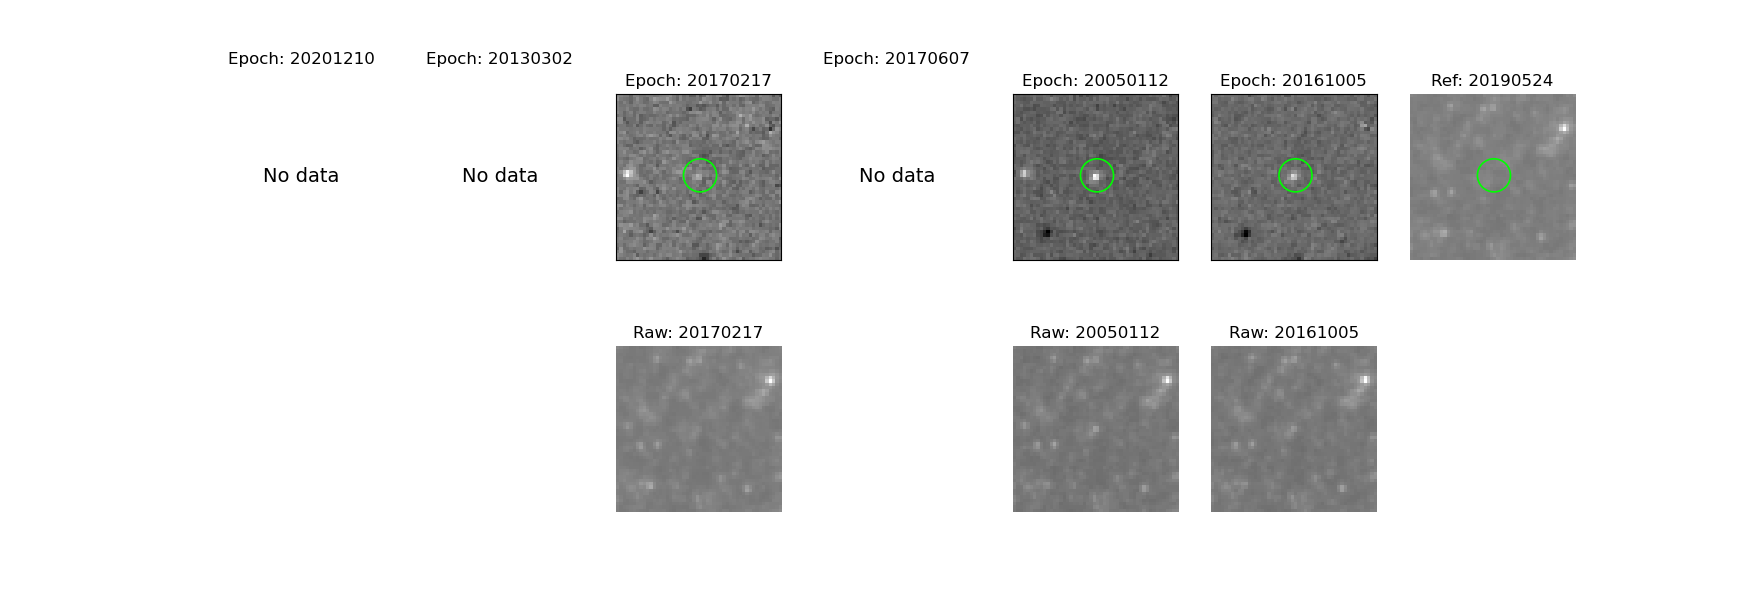 Epoch: 20201210
Epoch: 20130302
Epoch: 20170217
Epoch: 20170607
Epoch: 20050112
Epoch: 20161005
Ref: 20190524
No data
No data
No data
Raw: 20170217
Raw: 20050112
Raw: 20161005